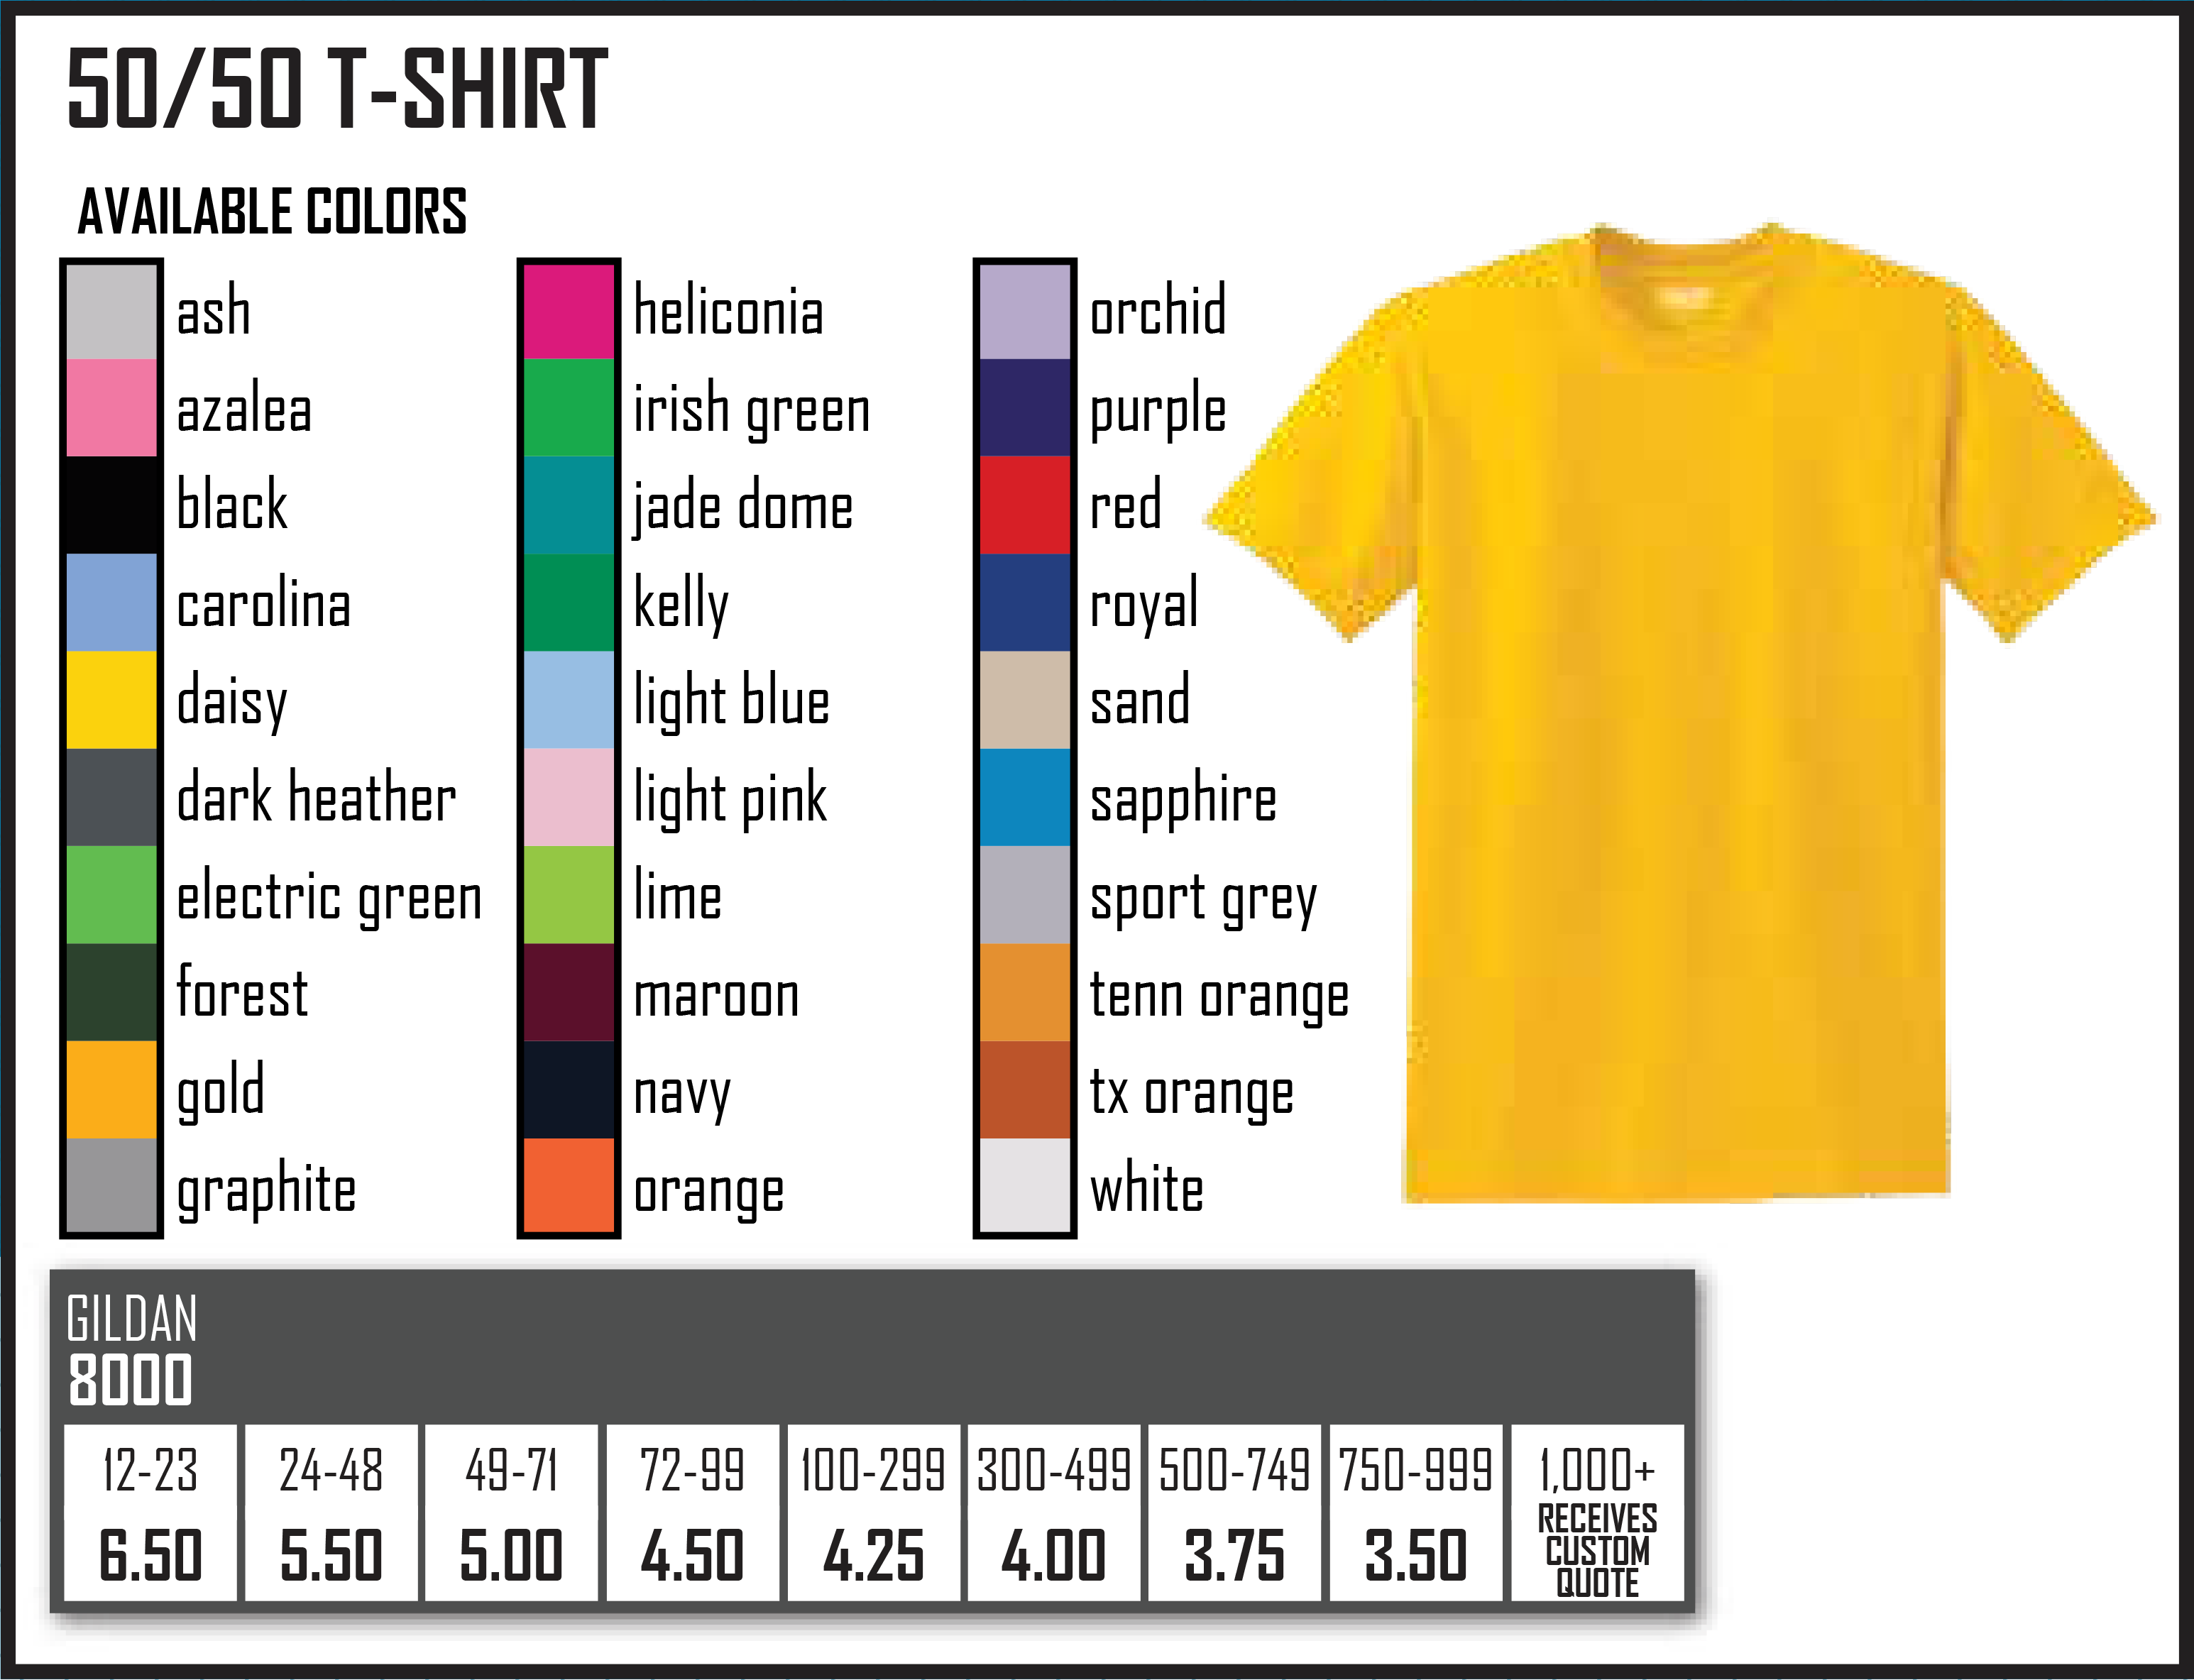 50/50 T-SHIRT
AVAILABLE COLORS
ash
azalea
black
carolina
daisy
dark heather
electric green
forest
gold
graphite
heliconia
irish green
jade dome
kelly
light blue
light pink
lime
maroon
navy
orange
orchid
purple
red
royal
sand
sapphire
sport grey
tenn orange
tx orange
white
GILDAN
8000
12-23 24-48 49-71 72-99 100-299 300-499 500-749 750-999 1,000+
6.50 5.50 5.00 4.50 4.25 4.00 3.75 3.50 RECEIVES
CUSTOM
QUOTE